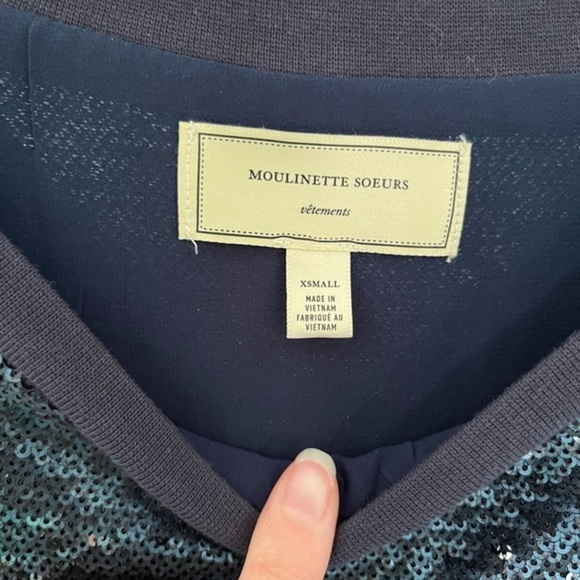 MOULINETTE SOEURS
vêtements
XSMALL
MADE IN
VIETNAM
FABRIQUÉ AU
VIETNAM